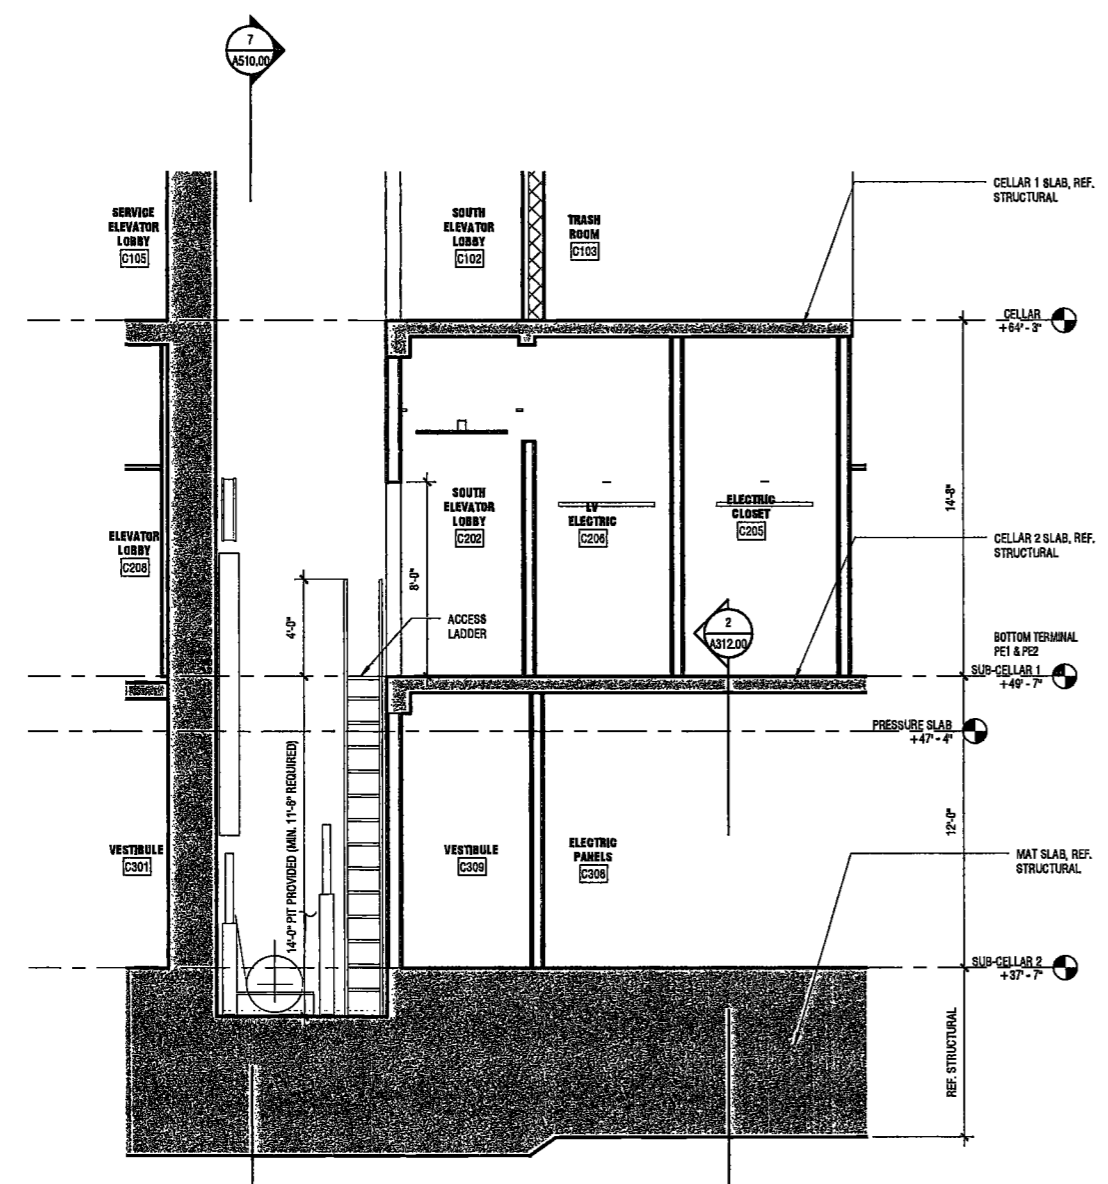 7
A510.00
CELLAR 1 SLAB, REF.
STRUCTURAL
SERVICE
ELEVATOR
LOBBY
C105
SOUTH
ELEVATOR
LOBBY
C102
TRASH
ROOM
C103
CELLAR
+64' - 3"
14'-8"
SOUTH
ELEVATOR
LOBBY
C202
LV
ELECTRIC
C206
ELECTRIC
CLOSET
C205
ELEVATOR
LOBBY
C208
CELLAR 2 SLAB, REF.
STRUCTURAL
8'-0"
4'-0"
ACCESS
LADDER
2
A312.00
BOTTOM TERMINAL
PE1 & PE2
SUB-CELLAR 1
+49' - 7"
PRESSURE SLAB
+47' - 4"
14'-0" PIT PROVIDED (MIN. 11'-6" REQUIRED)
12'-0"
VESTIBULE
C301
VESTIBULE
C309
ELECTRIC
PANELS
C308
MAT SLAB, REF.
STRUCTURAL
SUB-CELLAR 2
+37' - 7"
REF. STRUCTURAL